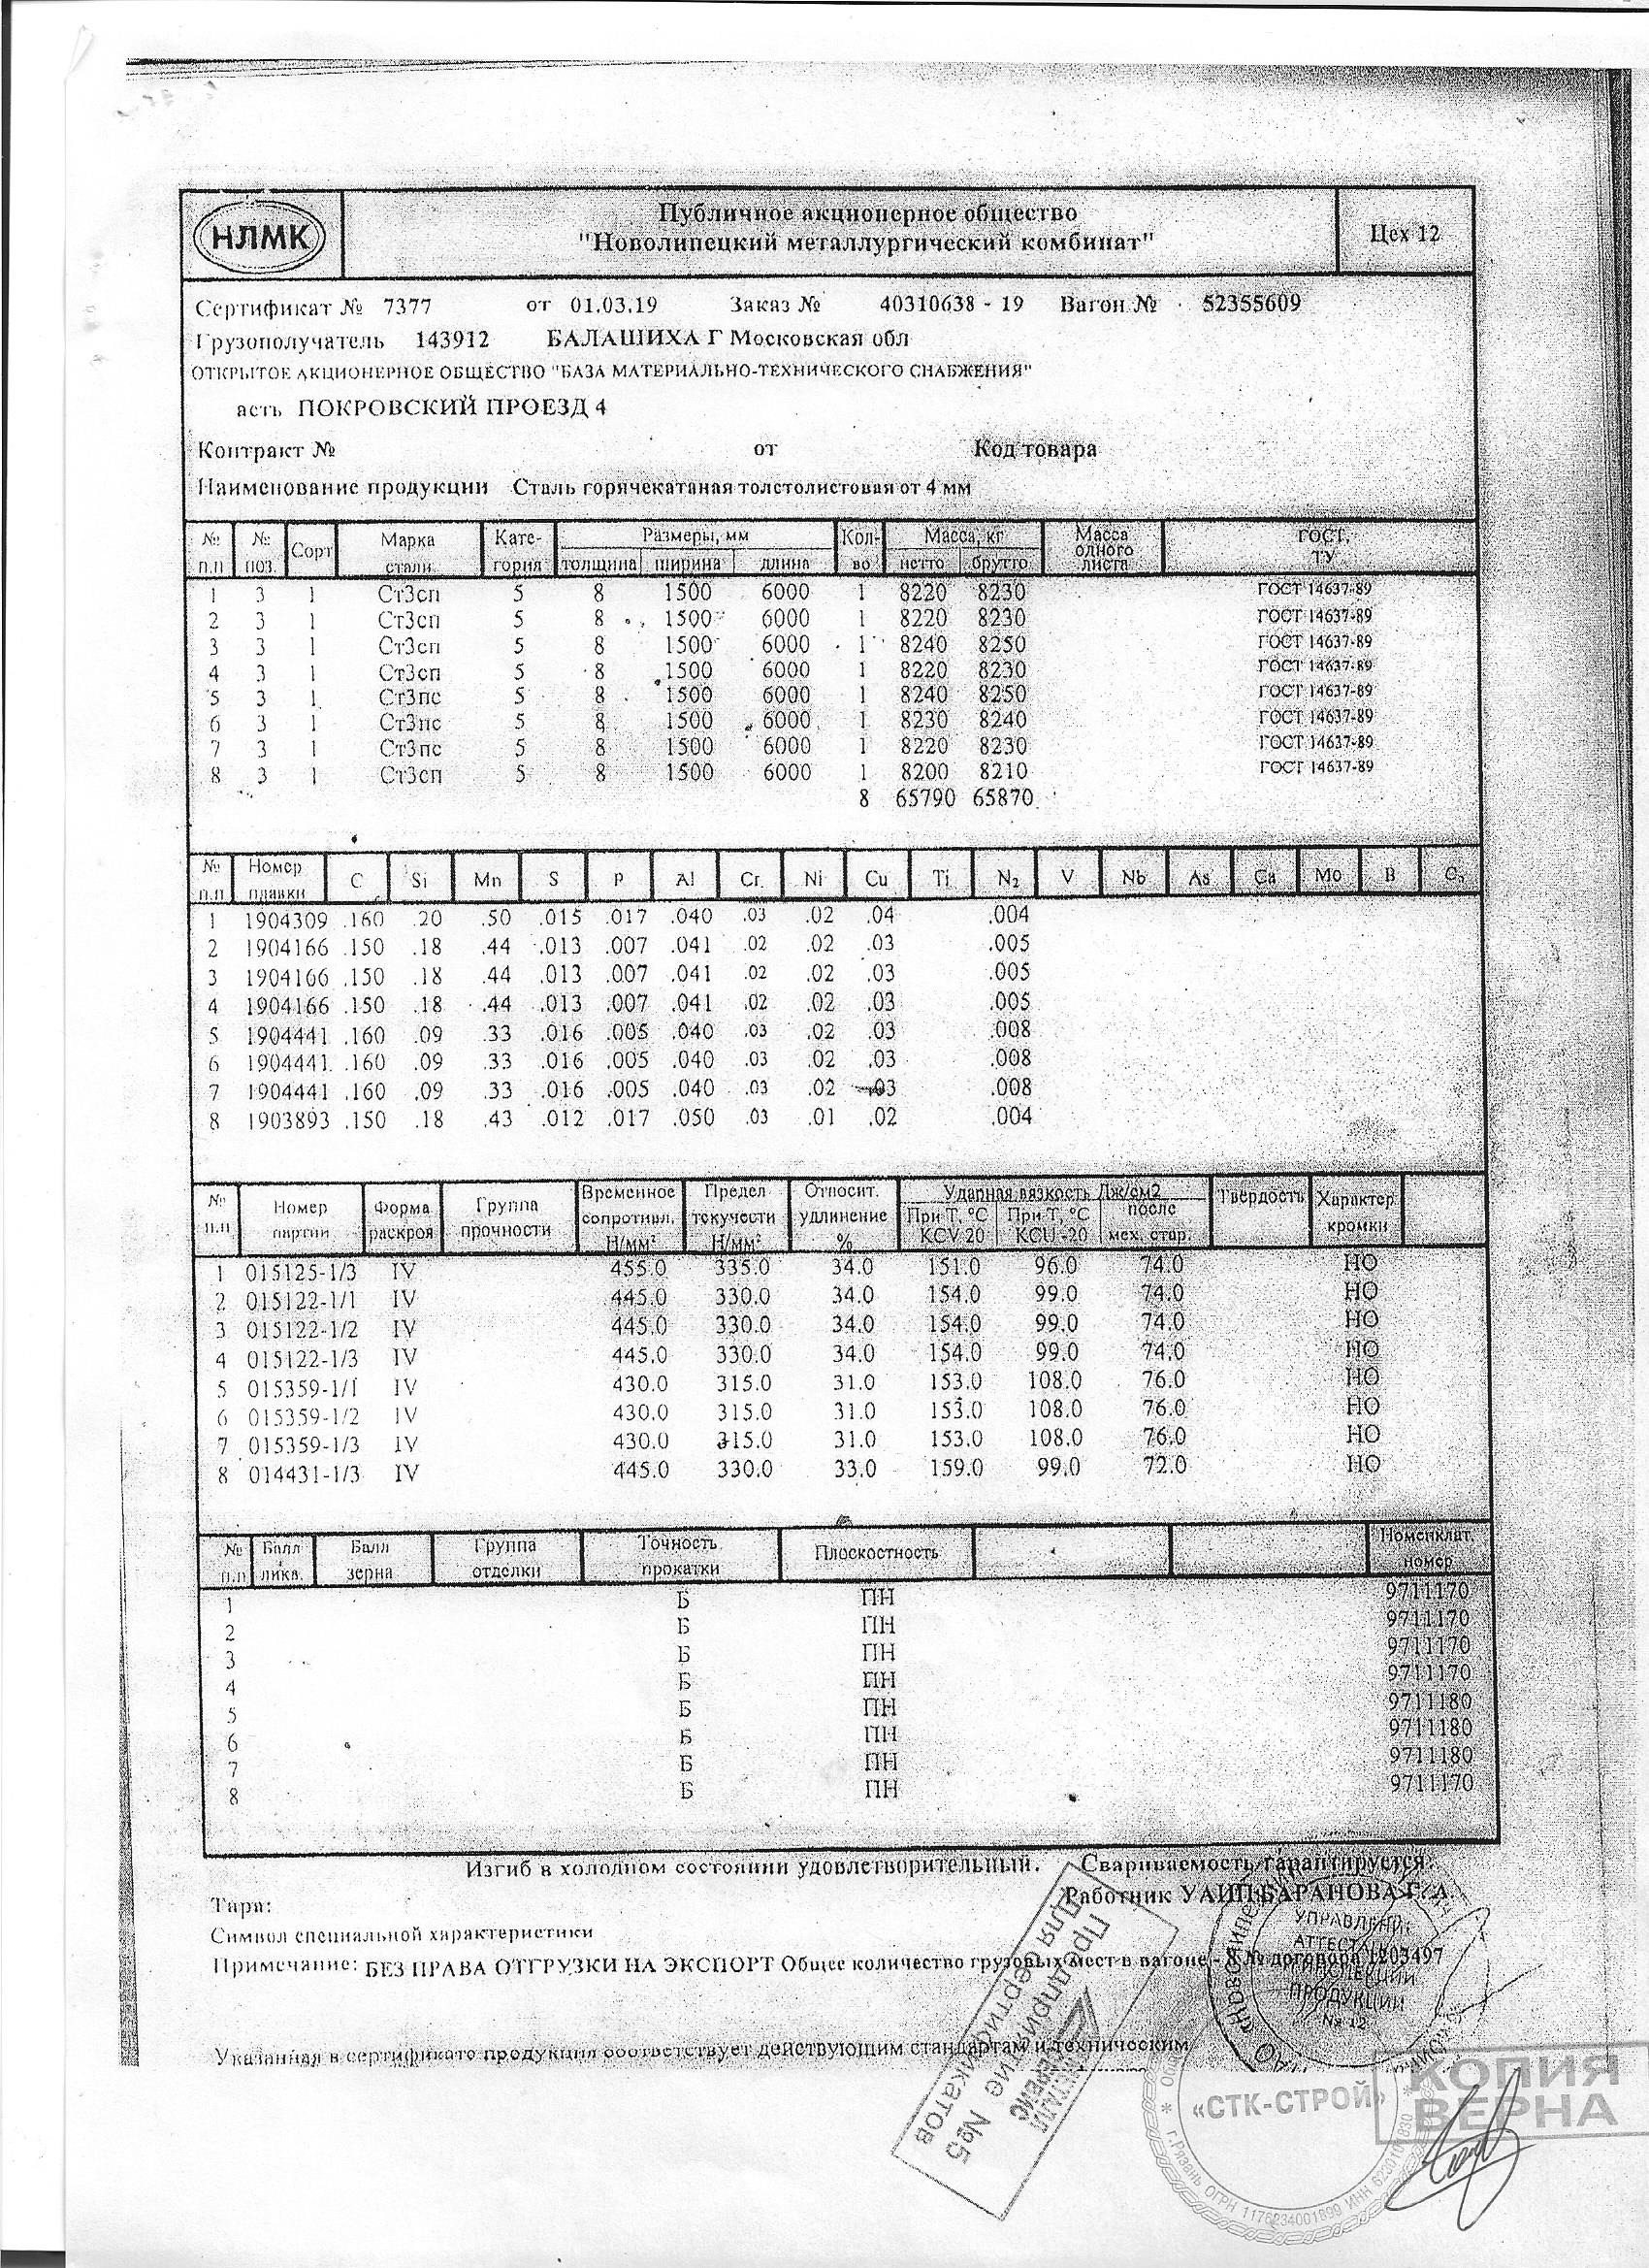 НЛМК
Публичное акционерное общество
"Новолипецкий металлургический комбинат"
Цех 12
Сертификат № 7377 от 01.03.19 Заказ № 40310638 - 19 Вагон № 52355609
Грузополучатель 143912 БАЛАШИХА Г Московская обл
ОТКРЫТОЕ АКЦИОНЕРНОЕ ОБЩЕСТВО "БАЗА МАТЕРИАЛЬНО-ТЕХНИЧЕСКОГО СНАБЖЕНИЯ"
асть ПОКРОВСКИЙ ПРОЕЗД 4
Контракт № от Код товара
Наименование продукции Сталь горячекатаная толстолистовая от 4 мм
№ № Сорт Марка Кате- Размеры, мм Кол- Масса, кг Масса одного листа ГОСТ,
п.п поз. стали гория толщина ширина длина во нетто брутто ТУ
1 3 1 Ст3сп 5 8 1500 6000 1 8220 8230 ГОСТ 14637-89
2 3 1 Ст3сп 5 8 1500 6000 1 8220 8230 ГОСТ 14637-89
3 3 1 Ст3сп 5 8 1500 6000 1 8240 8250 ГОСТ 14637-89
4 3 1 Ст3сп 5 8 1500 6000 1 8220 8230 ГОСТ 14637-89
5 3 1 Ст3пс 5 8 1500 6000 1 8240 8250 ГОСТ 14637-89
6 3 1 Ст3пс 5 8 1500 6000 1 8230 8240 ГОСТ 14637-89
7 3 1 Ст3пс 5 8 1500 6000 1 8220 8230 ГОСТ 14637-89
8 3 1 Ст3сп 5 8 1500 6000 1 8200 8210 ГОСТ 14637-89
8 65790 65870
№ Номер C Si Mn S P Al Cr Ni Cu Ti N₂ V Nb As Ca Mo B
п.п плавки
1 1904309 .160 .20 .50 .015 .017 .040 .03 .02 .04 .004
2 1904166 .150 .18 .44 .013 .007 .041 .02 .02 .03 .005
3 1904166 .150 .18 .44 .013 .007 .041 .02 .02 .03 .005
4 1904166 .150 .18 .44 .013 .007 .041 .02 .02 .03 .005
5 1904441 .160 .09 .33 .016 .005 .040 .03 .02 .03 .008
6 1904441 .160 .09 .33 .016 .005 .040 .03 .02 .03 .008
7 1904441 .160 .09 .33 .016 .005 .040 .03 .02 .03 .008
8 1903893 .150 .18 .43 .012 .017 .050 .03 .01 .02 .004
№ Номер Форма Группа Временное Предел Относит. Ударная вязкость Дж/см2 Твердость Характер
п.п партии раскроя прочности сопротивл. текучести удлинение При Т, °С При Т, °С после кромки
Н/мм² Н/мм² % KCV 20 KCU -20 мех. стар.
1 015125-1/3 IV 455.0 335.0 34.0 151.0 96.0 74.0 НО
2 015122-1/1 IV 445.0 330.0 34.0 154.0 99.0 74.0 НО
3 015122-1/2 IV 445.0 330.0 34.0 154.0 99.0 74.0 НО
4 015122-1/3 IV 445.0 330.0 34.0 154.0 99.0 74.0 НО
5 015359-1/1 IV 430.0 315.0 31.0 153.0 108.0 76.0 НО
6 015359-1/2 IV 430.0 315.0 31.0 153.0 108.0 76.0 НО
7 015359-1/3 IV 430.0 315.0 31.0 153.0 108.0 76.0 НО
8 014431-1/3 IV 445.0 330.0 33.0 159.0 99.0 72.0 НО
№ Балл Балл Группа Точность Плоскостность Номенклат.
п.п ликв. зерна отделки прокатки номер
1 Б ПН 9711170
2 Б ПН 9711170
3 Б ПН 9711170
4 Б ПН 9711170
5 Б ПН 9711180
6 Б ПН 9711180
7 Б ПН 9711180
8 Б ПН 9711170
Изгиб в холодном состоянии удовлетворительный. Свариваемость гарантируется.
Работник УАИП БАРАНОВА Г. А.
Тара:
Символ специальной характеристики
Примечание: БЕЗ ПРАВА ОТГРУЗКИ НА ЭКСПОРТ Общее количество грузовых мест в вагоне - 8 № договора 1203497
Указанная в сертификате продукция соответствует действующим стандартам и техническим
Предприятие №5
Для сертификатов
ПРОДУКЦИИ
№ 12
«СТК-СТРОЙ»
г.Рязань ОГРН 1176234001899 ИНН
КОПИЯ
ВЕРНА